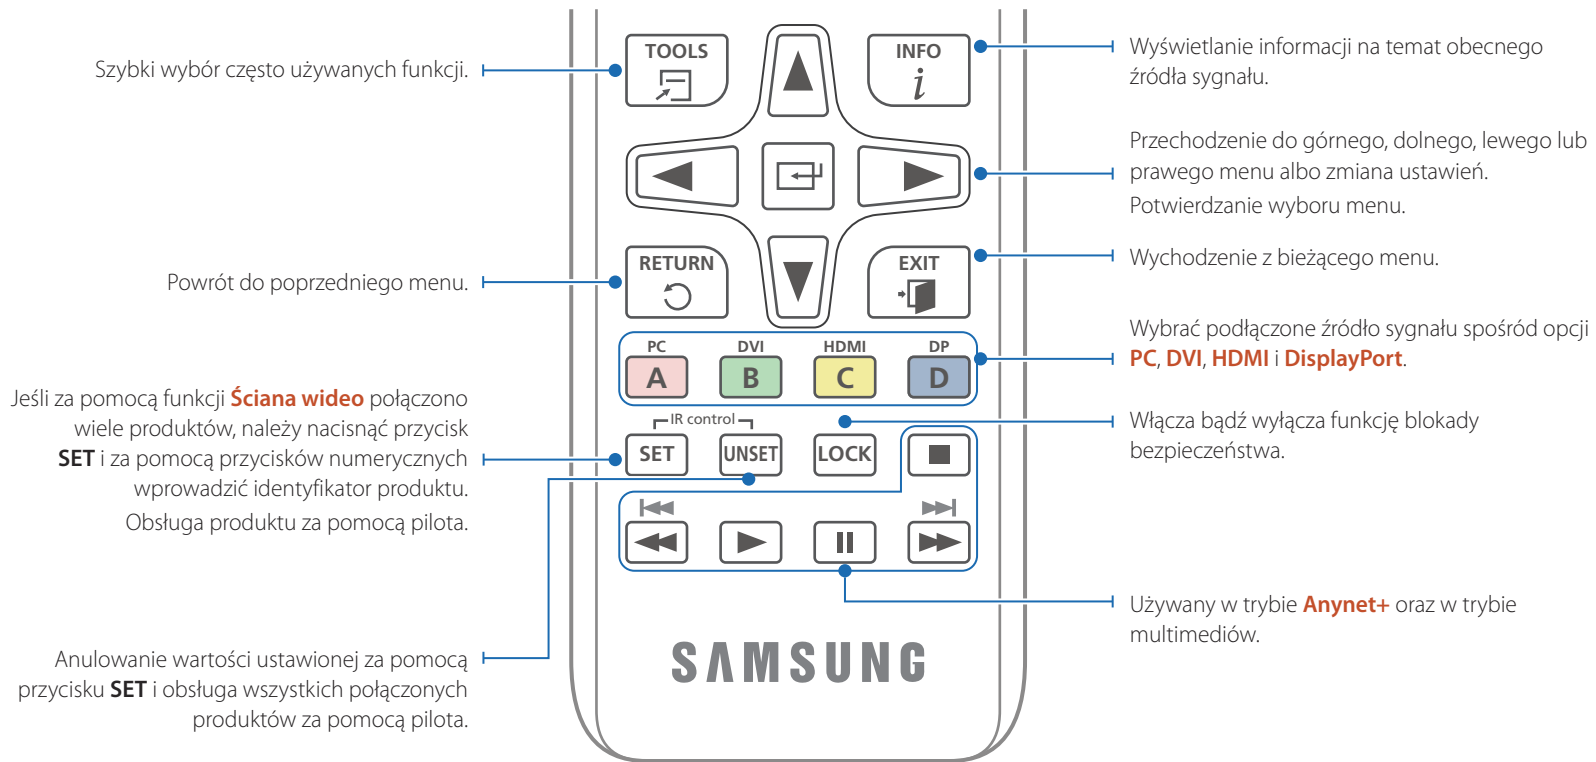 TOOLS
INFO
i
Szybki wybór często używanych funkcji.
Wyświetlanie informacji na temat obecnego
źródła sygnału.
Przechodzenie do górnego, dolnego, lewego lub
prawego menu albo zmiana ustawień.
Potwierdzanie wyboru menu.
RETURN
EXIT
Powrót do poprzedniego menu.
Wychodzenie z bieżącego menu.
PC DVI HDMI DP
A B C D
Wybrać podłączone źródło sygnału spośród opcji
PC, DVI, HDMI i DisplayPort.
Jeśli za pomocą funkcji Ściana wideo połączono
wiele produktów, należy nacisnąć przycisk
SET i za pomocą przycisków numerycznych
wprowadzić identyfikator produktu.
Obsługa produktu za pomocą pilota.
IR control
SET UNSET LOCK
Włącza bądź wyłącza funkcję blokady
bezpieczeństwa.
Używany w trybie Anynet+ oraz w trybie
multimediów.
Anulowanie wartości ustawionej za pomocą
przycisku SET i obsługa wszystkich połączonych
produktów za pomocą pilota.
SAMSUNG